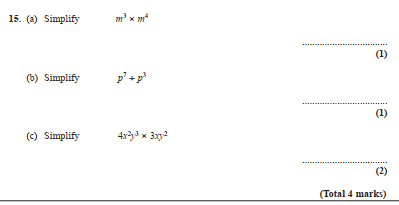 15. (a) Simplify m³ × m⁴
(1)
(b) Simplify p⁷ ÷ p³
(1)
(c) Simplify 4x²y³ × 3xy²
(2)
(Total 4 marks)